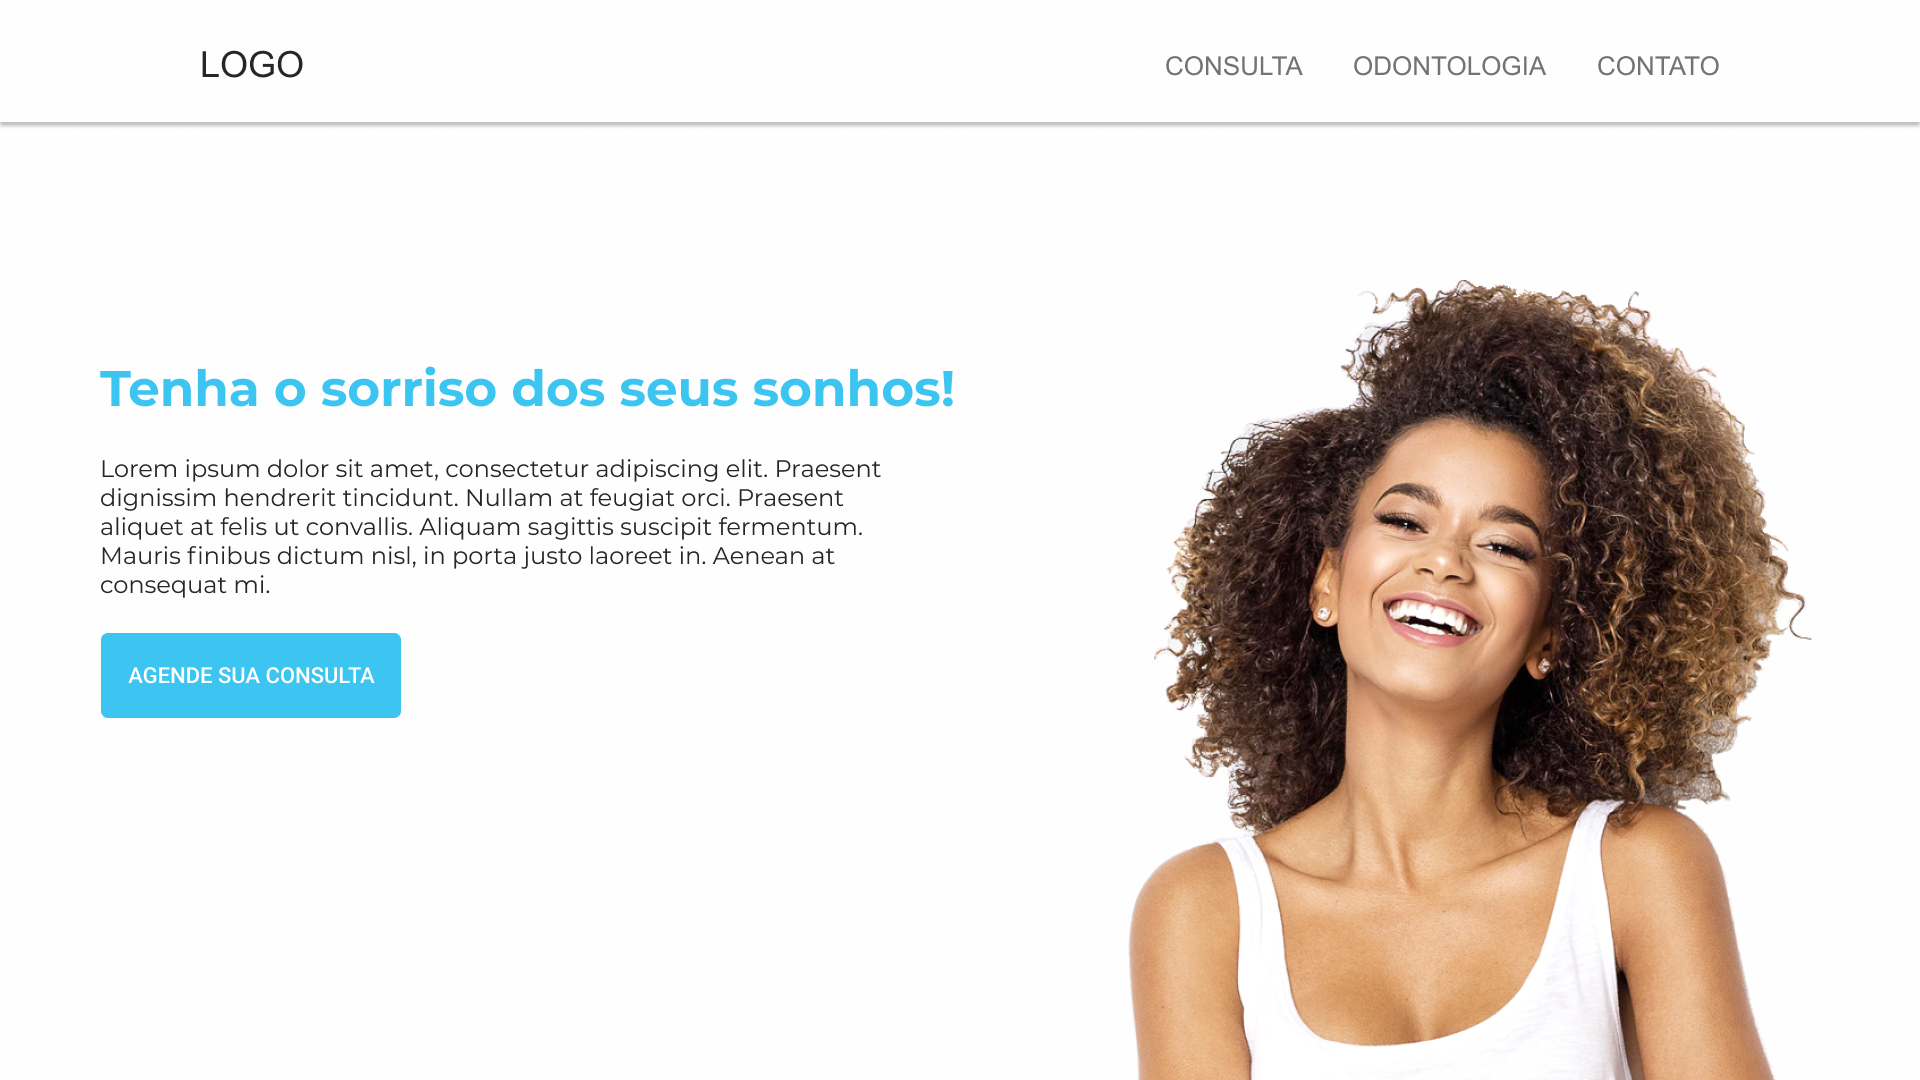 LOGO
CONSULTA ODONTOLOGIA CONTATO
Tenha o sorriso dos seus sonhos!
Lorem ipsum dolor sit amet, consectetur adipiscing elit. Praesent
dignissim hendrerit tincidunt. Nullam at feugiat orci. Praesent
aliquet at felis ut convallis. Aliquam sagittis suscipit fermentum.
Mauris finibus dictum nisl, in porta justo laoreet in. Aenean at
consequat mi.
AGENDE SUA CONSULTA